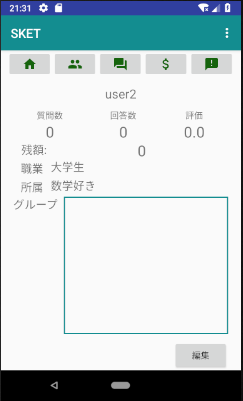 21:31
SKET
user2
質問数 回答数 評価
0 0 0.0
残額: 0
職業 大学生
所属 数学好き
グループ
編集